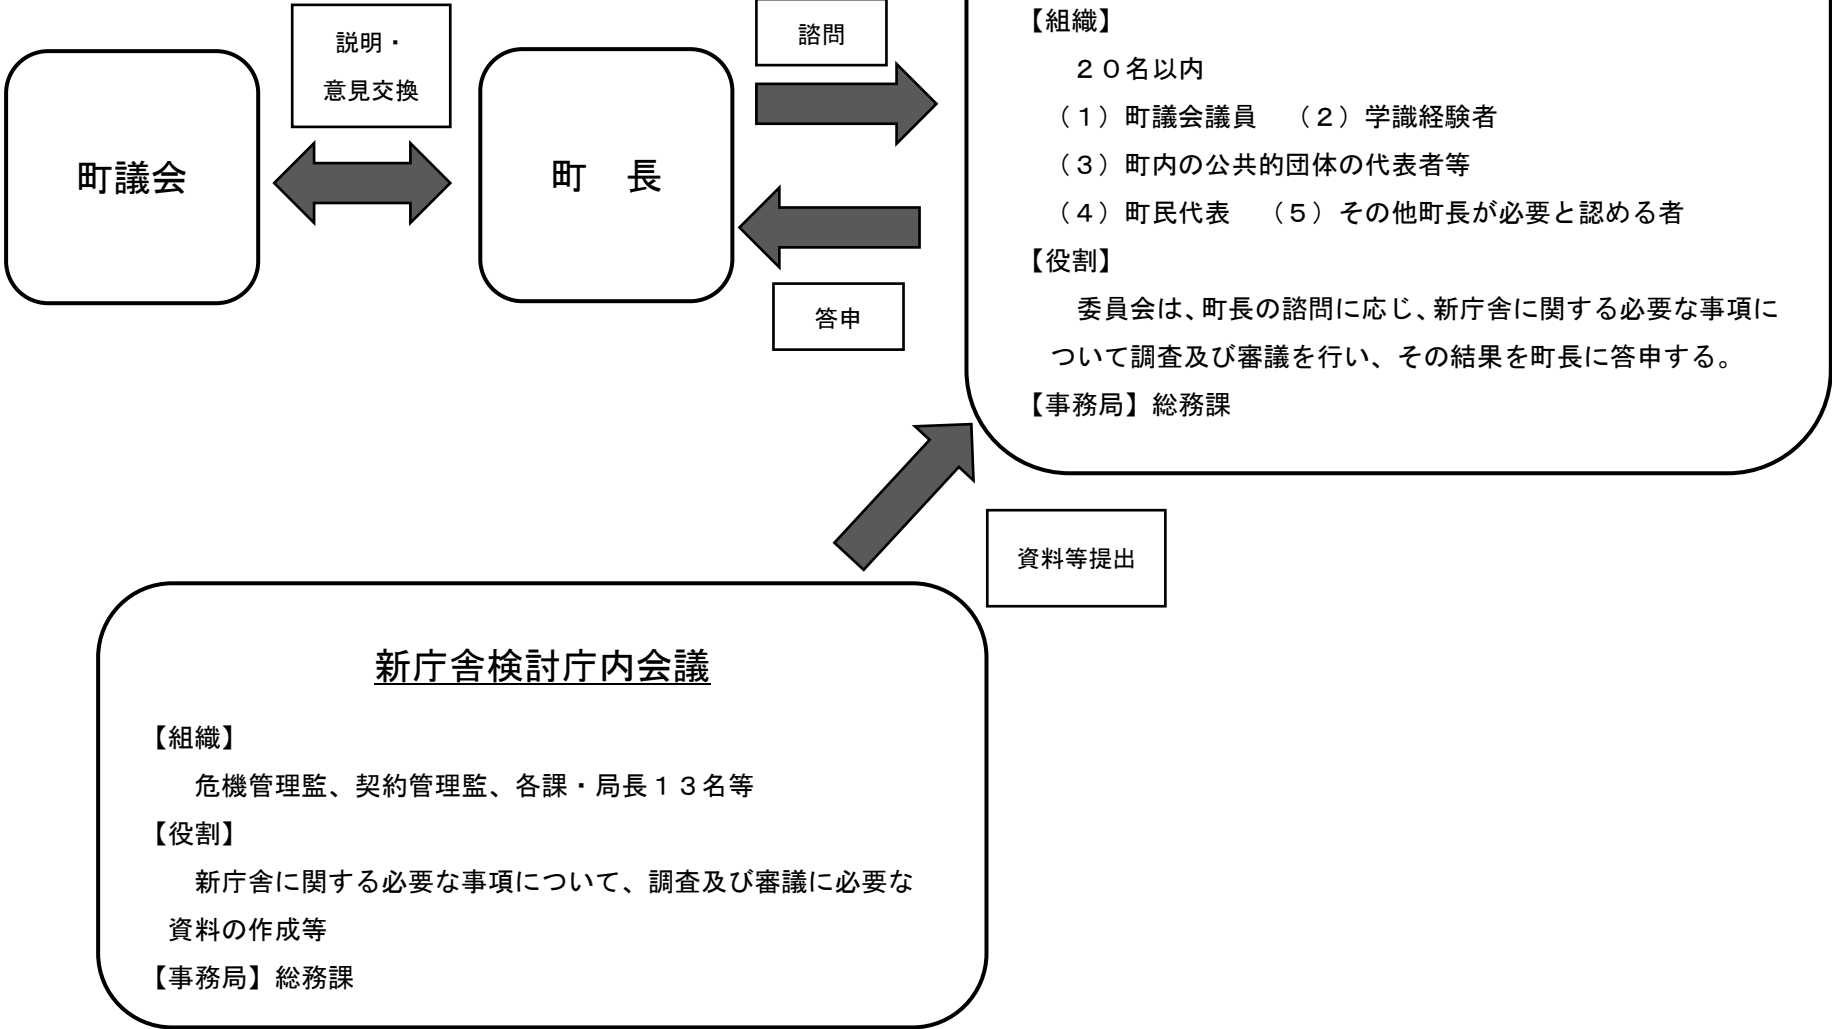 説明・
意見交換
町議会
町　長
諮問
答申
【組織】
２０名以内
（１）町議会議員　（２）学識経験者
（３）町内の公共的団体の代表者等
（４）町民代表　（５）その他町長が必要と認める者
【役割】
委員会は、町長の諮問に応じ、新庁舎に関する必要な事項に
ついて調査及び審議を行い、その結果を町長に答申する。
【事務局】総務課
資料等提出
新庁舎検討庁内会議
【組織】
危機管理監、契約管理監、各課・局長１３名等
【役割】
新庁舎に関する必要な事項について、調査及び審議に必要な
資料の作成等
【事務局】総務課